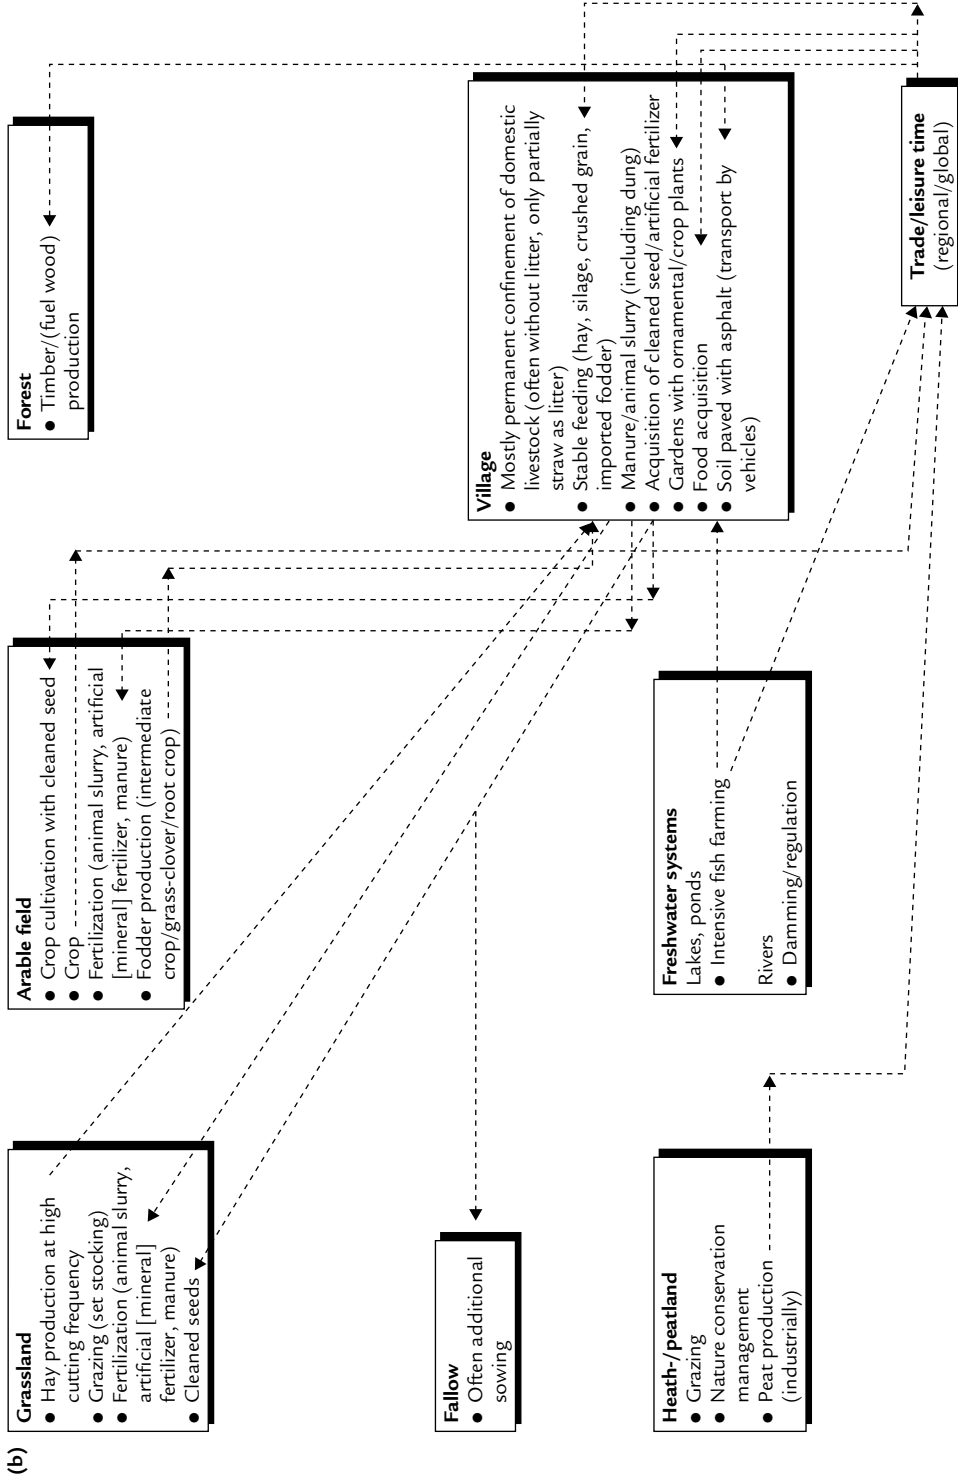 (b)
Grassland
● Hay production at high
cutting frequency
● Grazing (set stocking)
● Fertilization (animal slurry,
artificial [mineral]
fertilizer, manure)
● Cleaned seeds
Arable field
● Crop cultivation with cleaned seed
● Crop
● Fertilization (animal slurry, artificial
[mineral] fertilizer, manure)
● Fodder production (intermediate
crop/grass-clover/root crop)
Forest
● Timber/(fuel wood)
production
Fallow
● Often additional
sowing
Village
● Mostly permanent confinement of domestic
livestock (often without litter, only partially
straw as litter)
● Stable feeding (hay, silage, crushed grain,
imported fodder)
● Manure/animal slurry (including dung)
● Acquisition of cleaned seed/artificial fertilizer
● Gardens with ornamental/crop plants
● Food acquisition
● Soil paved with asphalt (transport by
vehicles)
Heath-/peatland
● Grazing
● Nature conservation
management
● Peat production
(industrially)
Freshwater systems
Lakes, ponds
● Intensive fish farming
Rivers
● Damming/regulation
Trade/leisure time
(regional/global)